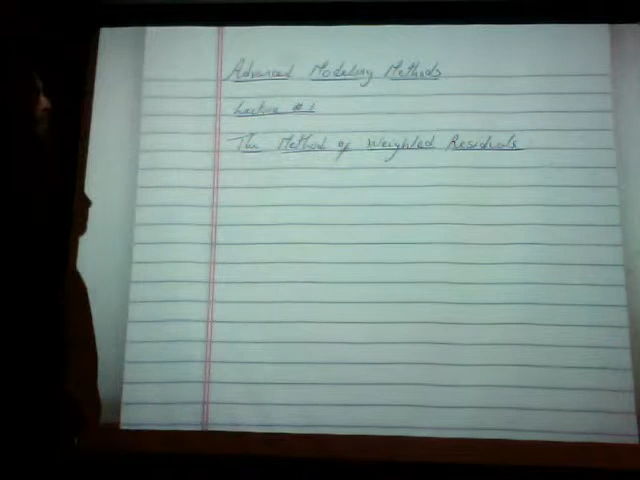 Advanced Modeling Methods
Lecture #1
The Method of Weighted Residuals